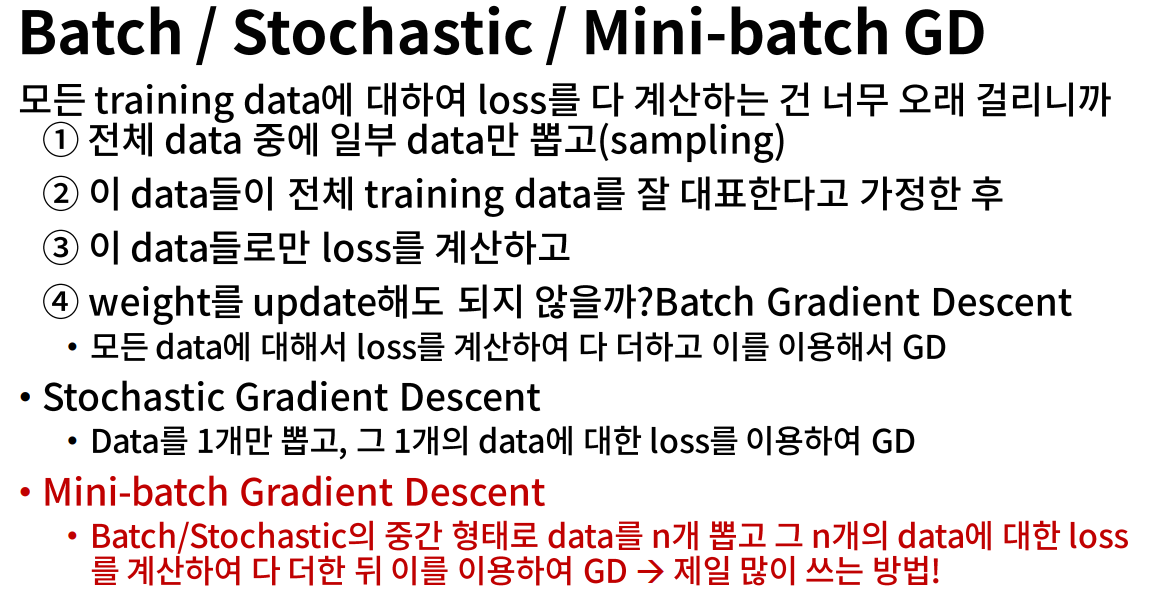 Batch / Stochastic / Mini-batch GD
모든 training data에 대하여 loss를 다 계산하는 건 너무 오래 걸리니까
① 전체 data 중에 일부 data만 뽑고(sampling)
② 이 data들이 전체 training data를 잘 대표한다고 가정한 후
③ 이 data들로만 loss를 계산하고
④ weight를 update해도 되지 않을까?Batch Gradient Descent
• 모든 data에 대해서 loss를 계산하여 다 더하고 이를 이용해서 GD
• Stochastic Gradient Descent
• Data를 1개만 뽑고, 그 1개의 data에 대한 loss를 이용하여 GD
• Mini-batch Gradient Descent
• Batch/Stochastic의 중간 형태로 data를 n개 뽑고 그 n개의 data에 대한 loss
를 계산하여 다 더한 뒤 이를 이용하여 GD → 제일 많이 쓰는 방법!